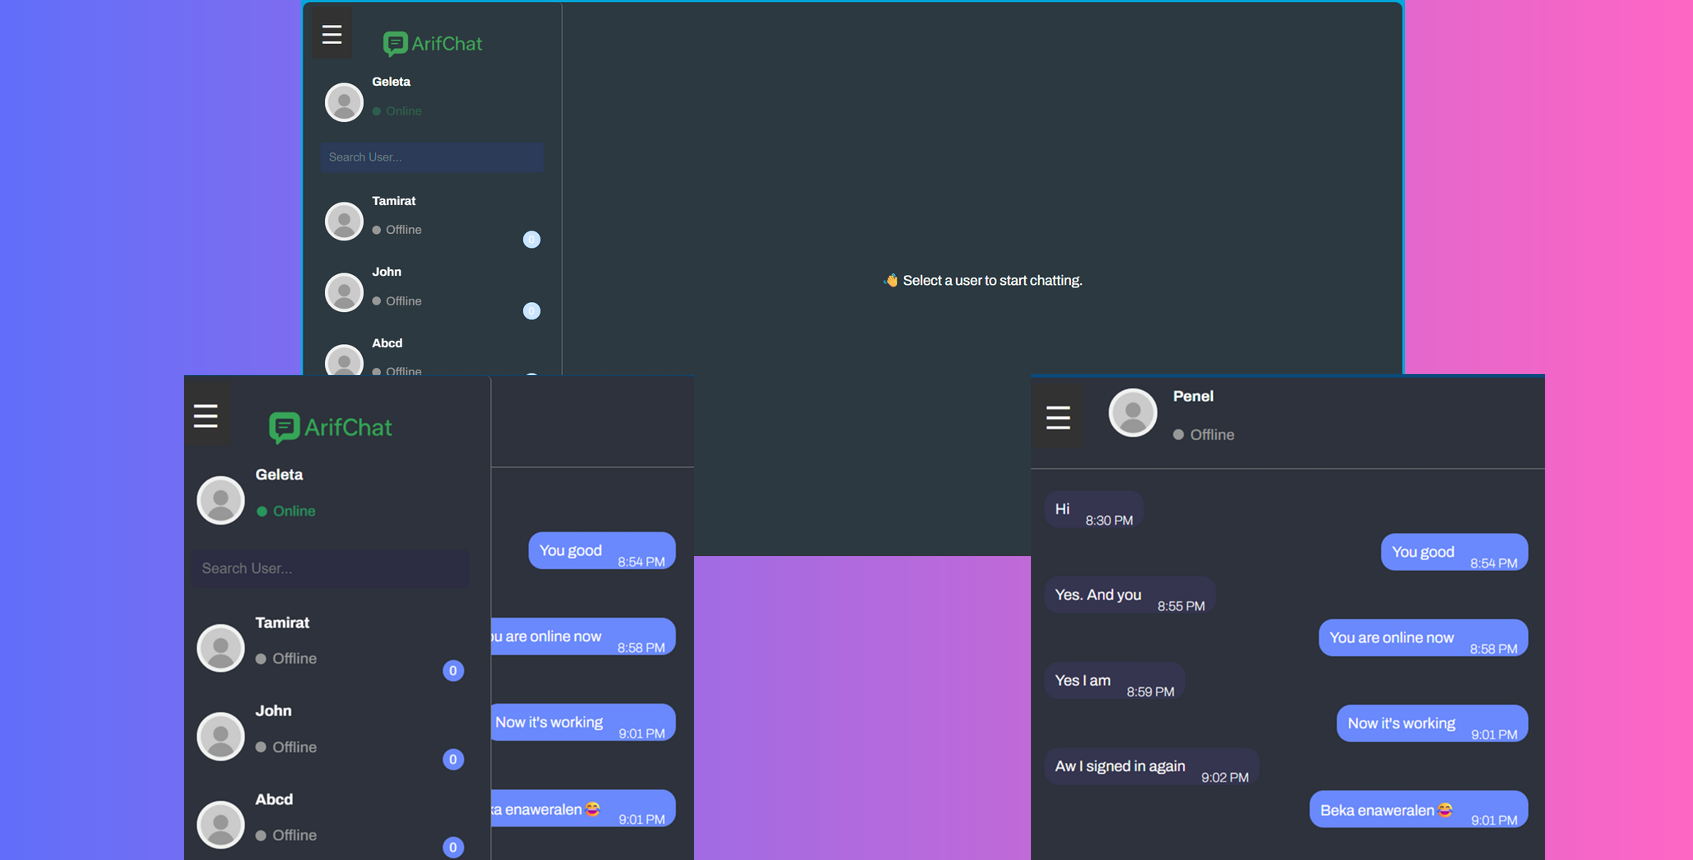 ArifChat
Geleta
Online
Search User...
Tamirat
Offline
0
John
Offline
0
Abcd
Offline
👋 Select a user to start chatting.
ArifChat
Geleta
Online
Search User...
Tamirat
Offline
0
John
Offline
0
Abcd
Offline
0
You good 8:54 PM
ou are online now 8:58 PM
Now it's working 9:01 PM
ka enaweralen 😂 9:01 PM
Penel
Offline
Hi 8:30 PM
You good 8:54 PM
Yes. And you 8:55 PM
You are online now 8:58 PM
Yes I am 8:59 PM
Now it's working 9:01 PM
Aw I signed in again 9:02 PM
Beka enaweralen 😂 9:01 PM